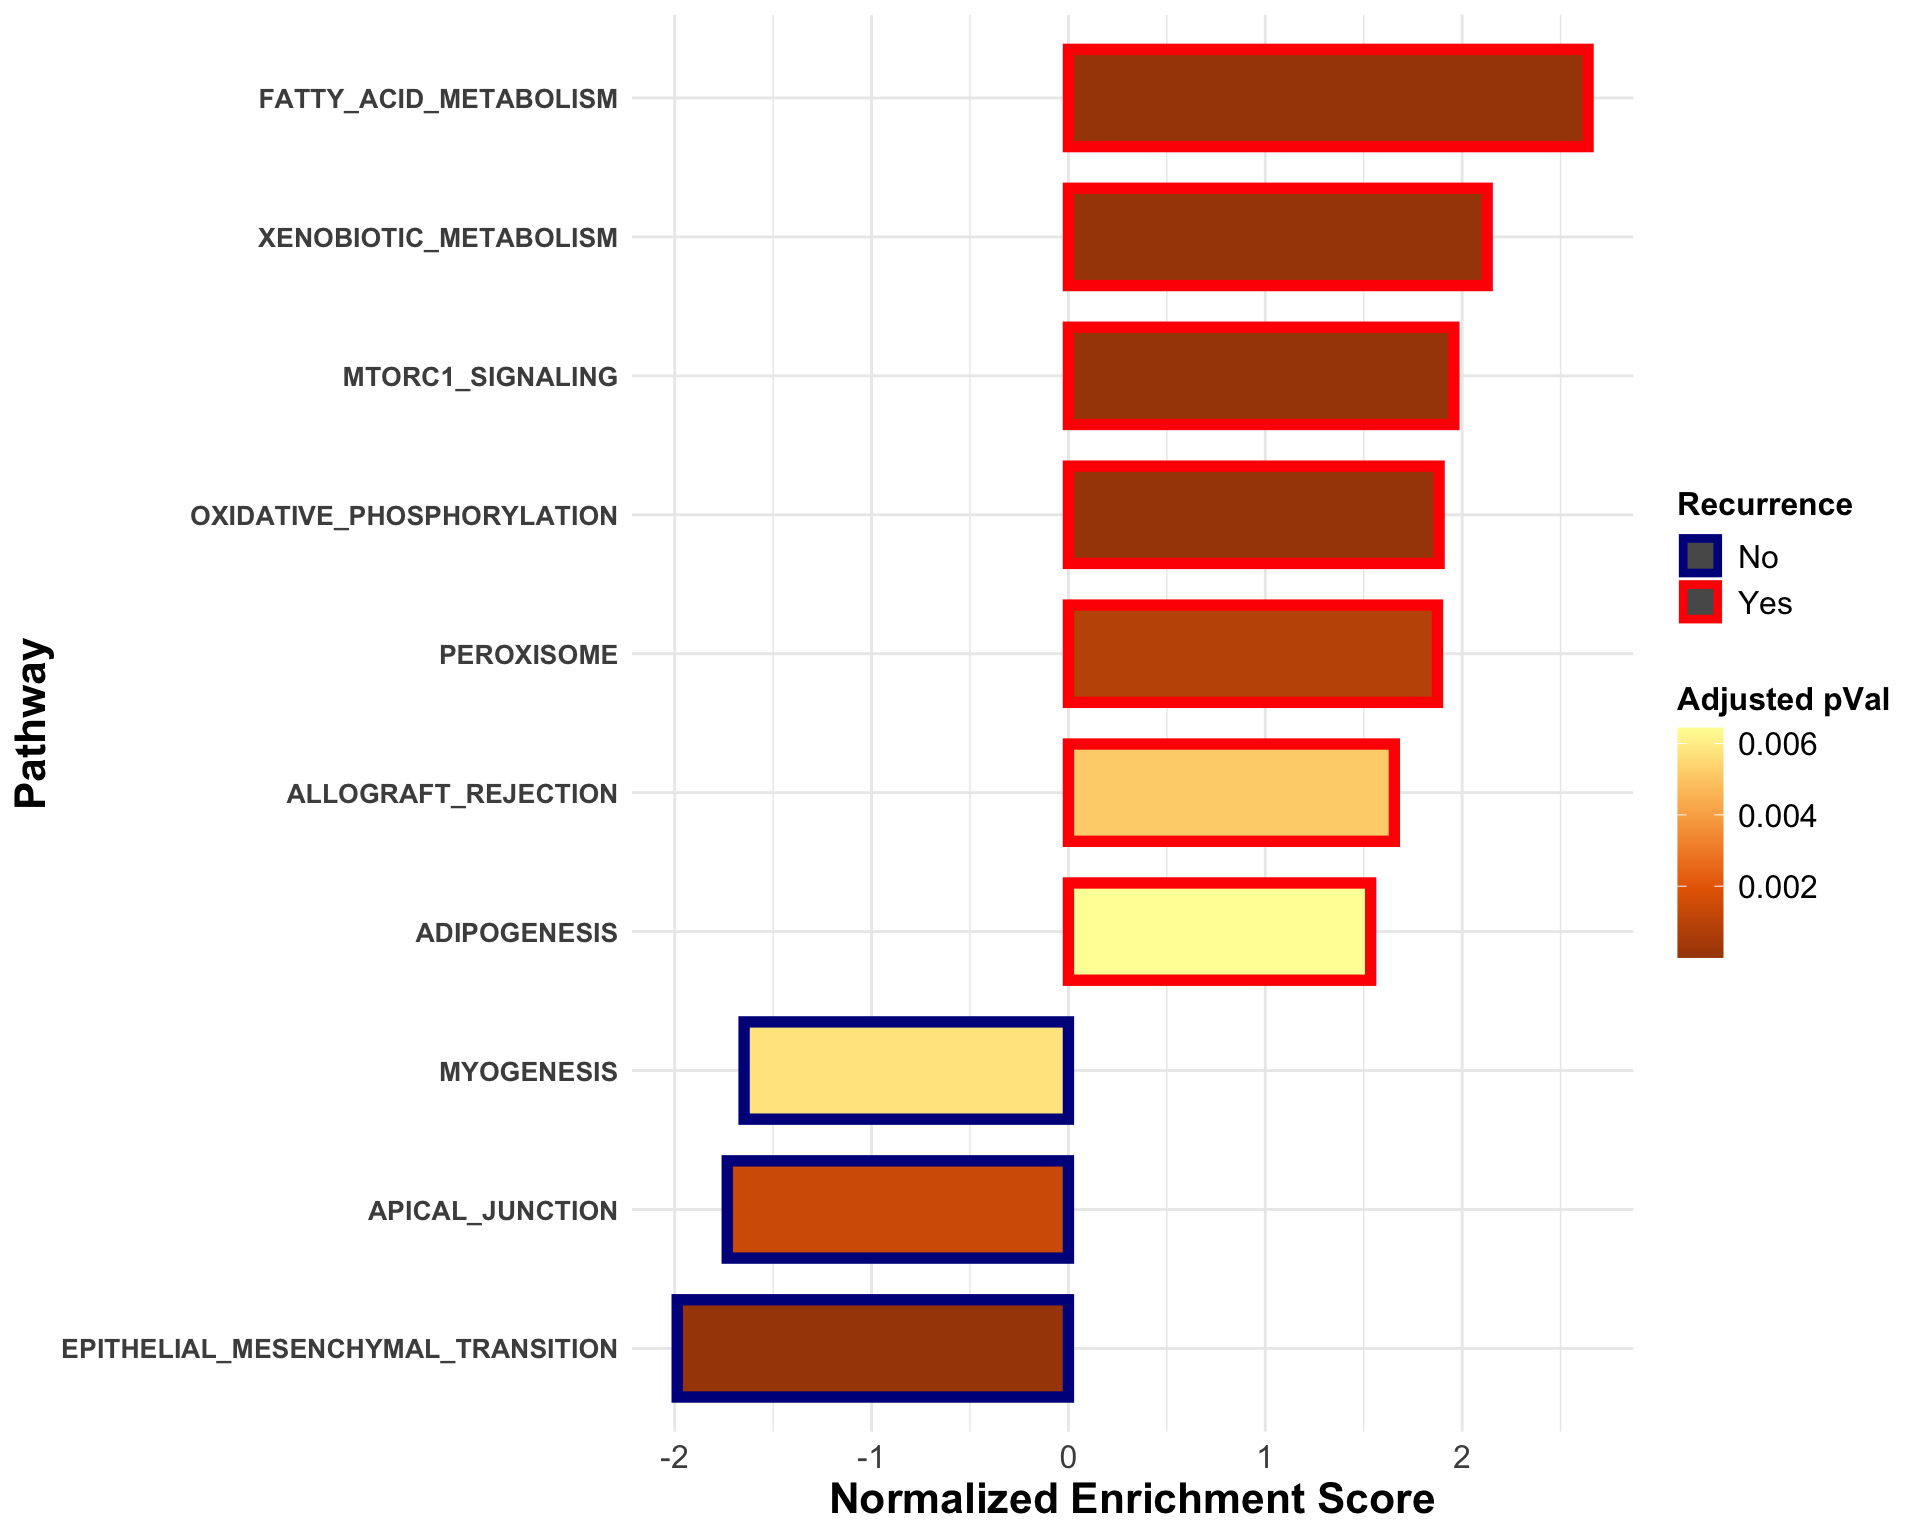 FATTY_ACID_METABOLISM
XENOBIOTIC_METABOLISM
MTORC1_SIGNALING
OXIDATIVE_PHOSPHORYLATION
PEROXISOME
ALLOGRAFT_REJECTION
ADIPOGENESIS
MYOGENESIS
APICAL_JUNCTION
EPITHELIAL_MESENCHYMAL_TRANSITION
Pathway
-2 -1 0 1 2
Normalized Enrichment Score
Recurrence
No
Yes
Adjusted pVal
0.006
0.004
0.002